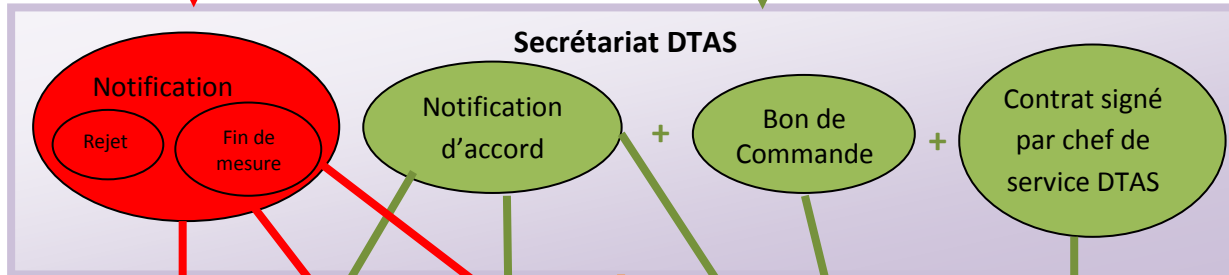 Secrétariat DTAS
Notification
Rejet
Fin de
mesure
Notification
d’accord
+
Bon de
Commande
+
Contrat signé
par chef de
service DTAS